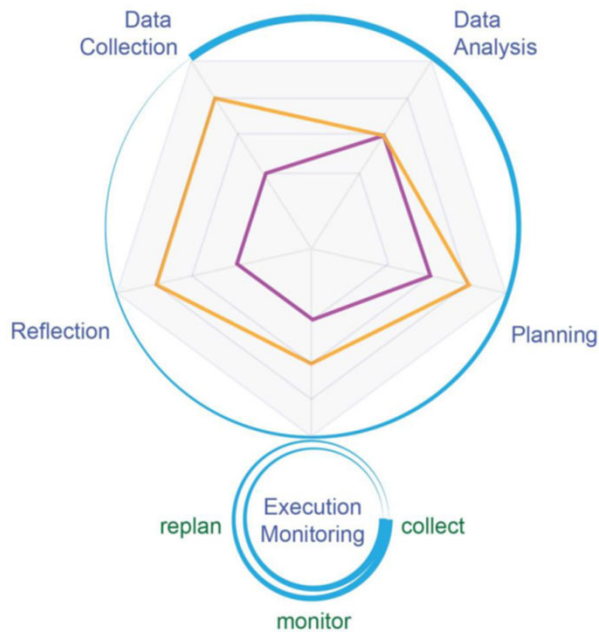 Data
Collection
Data
Analysis
Reflection
Planning
Execution
Monitoring
replan
collect
monitor